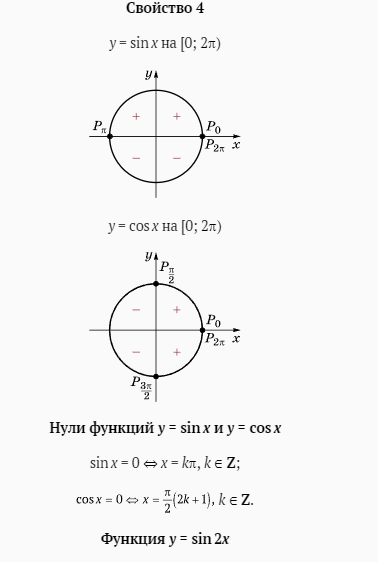 Свойство 4
y = sin x на [0; 2π)
y
+ +
Pπ P0
P2π x
− −
y = cos x на [0; 2π)
y
Pπ/2
− +
P0
P2π x
− +
P3π/2
Нули функций y = sin x и y = cos x
sin x = 0 ⇔ x = kπ, k ∈ Z;
cos x = 0 ⇔ x = π/2 (2k + 1), k ∈ Z.
Функция y = sin 2x